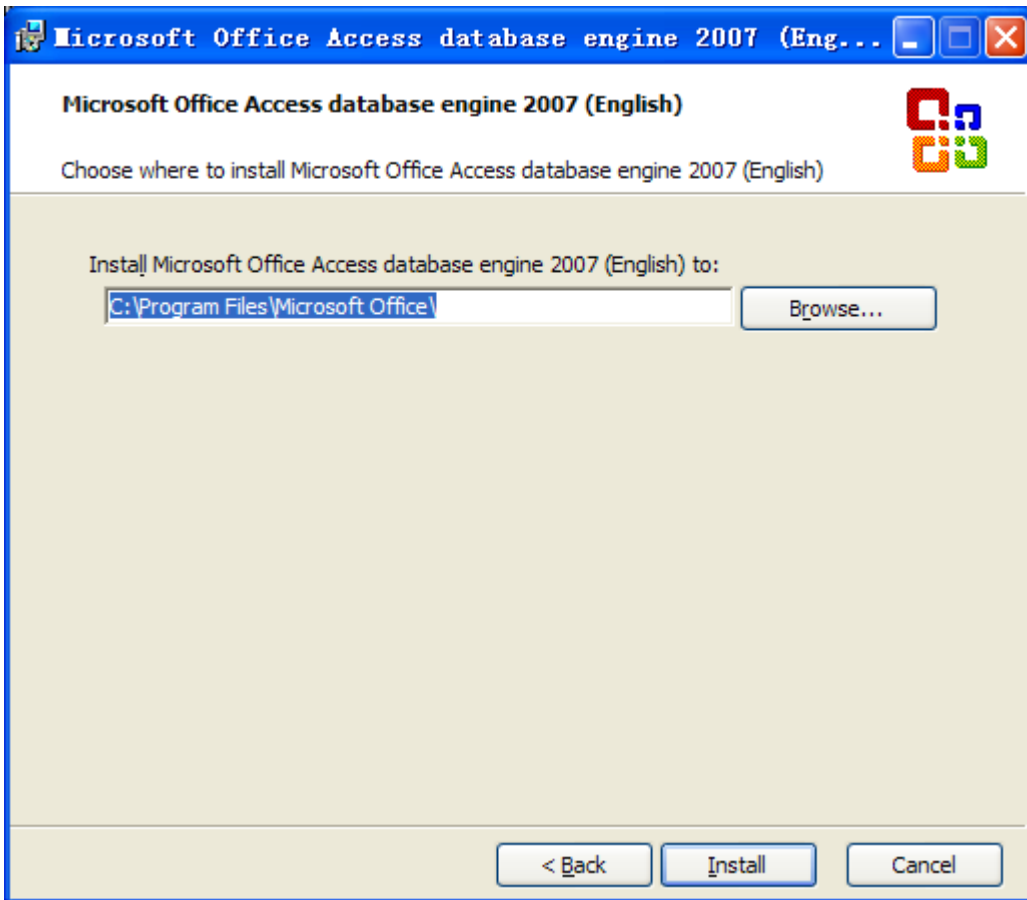 Microsoft Office Access database engine 2007 (Eng...
Microsoft Office Access database engine 2007 (English)
Choose where to install Microsoft Office Access database engine 2007 (English)
Install Microsoft Office Access database engine 2007 (English) to:
C:\Program Files\Microsoft Office\
Browse...
< Back
Install
Cancel